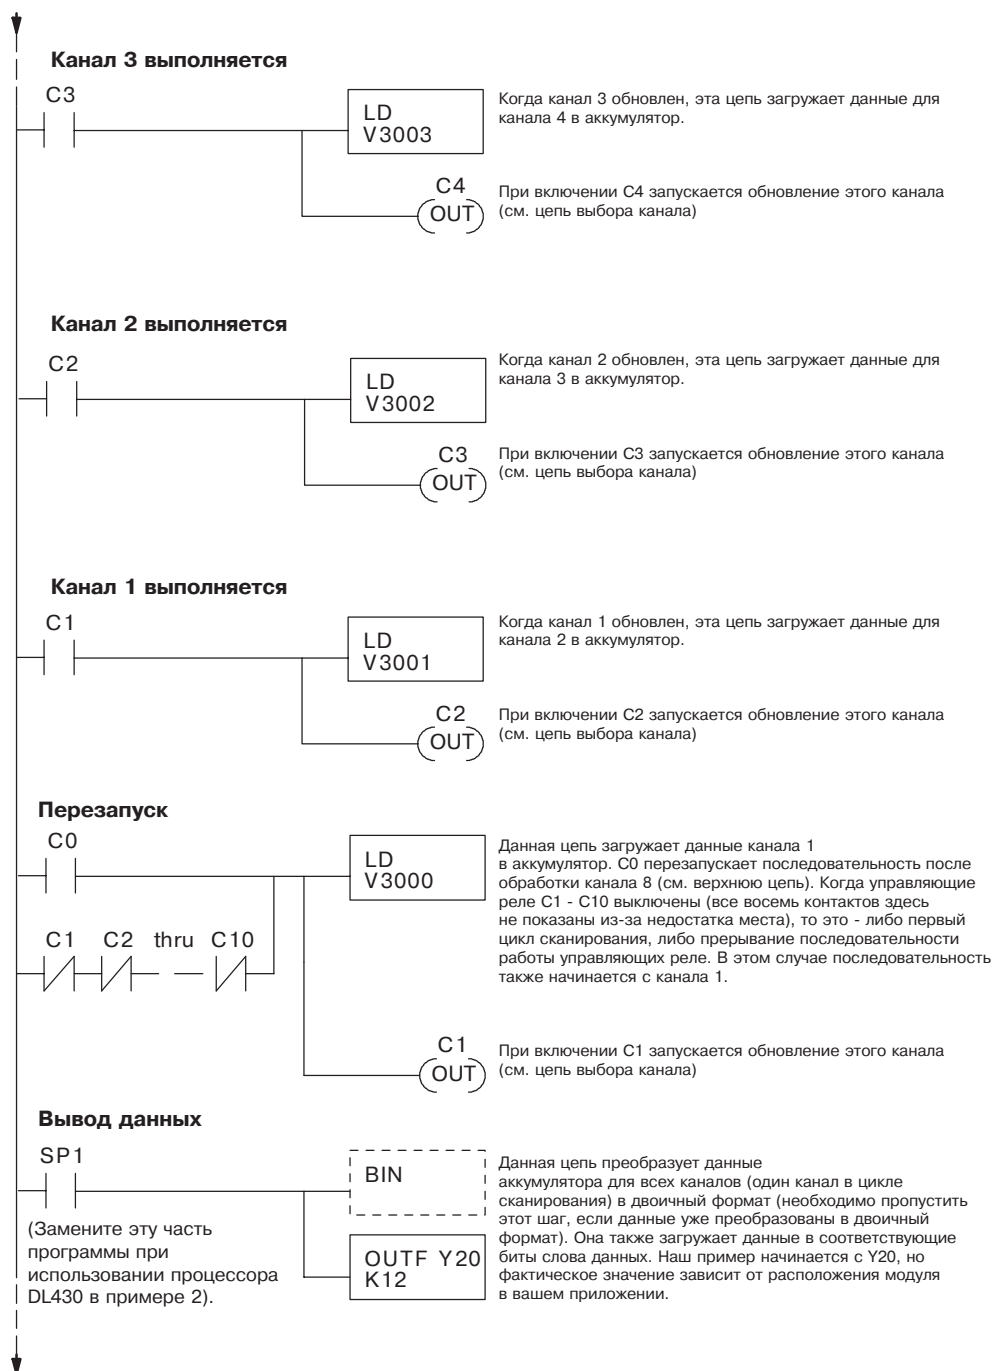 Канал 3 выполняется
C3
LD
V3003
Когда канал 3 обновлен, эта цепь загружает данные для
канала 4 в аккумулятор.
C4
OUT
При включении C4 запускается обновление этого канала
(см. цепь выбора канала)
Канал 2 выполняется
C2
LD
V3002
Когда канал 2 обновлен, эта цепь загружает данные для
канала 3 в аккумулятор.
C3
OUT
При включении C3 запускается обновление этого канала
(см. цепь выбора канала)
Канал 1 выполняется
C1
LD
V3001
Когда канал 1 обновлен, эта цепь загружает данные для
канала 2 в аккумулятор.
C2
OUT
При включении C2 запускается обновление этого канала
(см. цепь выбора канала)
Перезапуск
C0
LD
V3000
Данная цепь загружает данные канала 1
в аккумулятор. C0 перезапускает последовательность после
обработки канала 8 (см. верхнюю цепь). Когда управляющие
реле C1 - C10 выключены (все восемь контактов здесь
не показаны из-за недостатка места), то это - либо первый
цикл сканирования, либо прерывание последовательности
работы управляющих реле. В этом случае последовательность
также начинается с канала 1.
C1 C2 thru C10
C1
OUT
При включении C1 запускается обновление этого канала
(см. цепь выбора канала)
Вывод данных
SP1
BIN
Данная цепь преобразует данные
аккумулятора для всех каналов (один канал в цикле
сканирования) в двоичный формат (необходимо пропустить
этот шаг, если данные уже преобразованы в двоичный
формат). Она также загружает данные в соответствующие
биты слова данных. Наш пример начинается с Y20, но
фактическое значение зависит от расположения модуля
в вашем приложении.
(Замените эту часть
программы при
использовании процессора
DL430 в примере 2).
OUTF Y20
K12